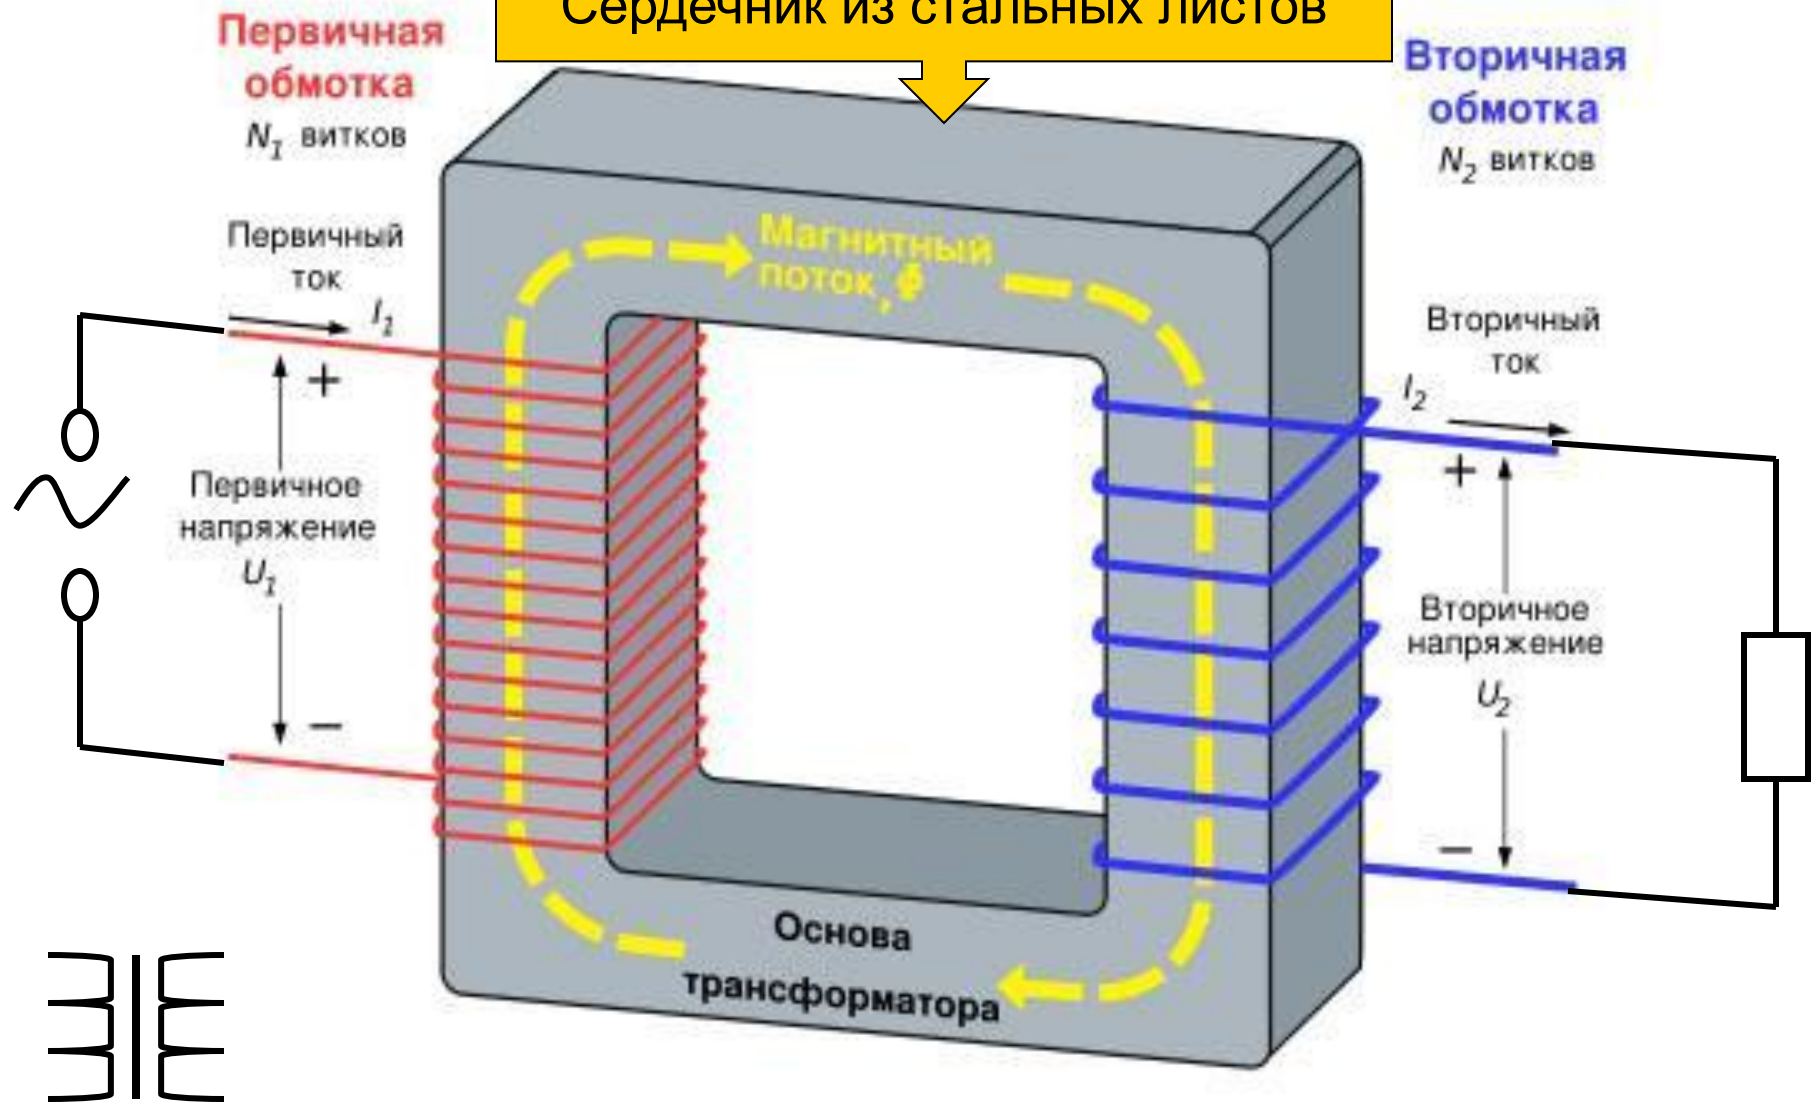 Сердечник из стальных листов
Первичная
обмотка
N₁ витков
Вторичная
обмотка
N₂ витков
Первичный
ток
I₁
Магнитный
поток, Ф
Вторичный
ток
I₂
+
+
Первичное
напряжение
U₁
Вторичное
напряжение
U₂
−
−
Основа
трансформатора